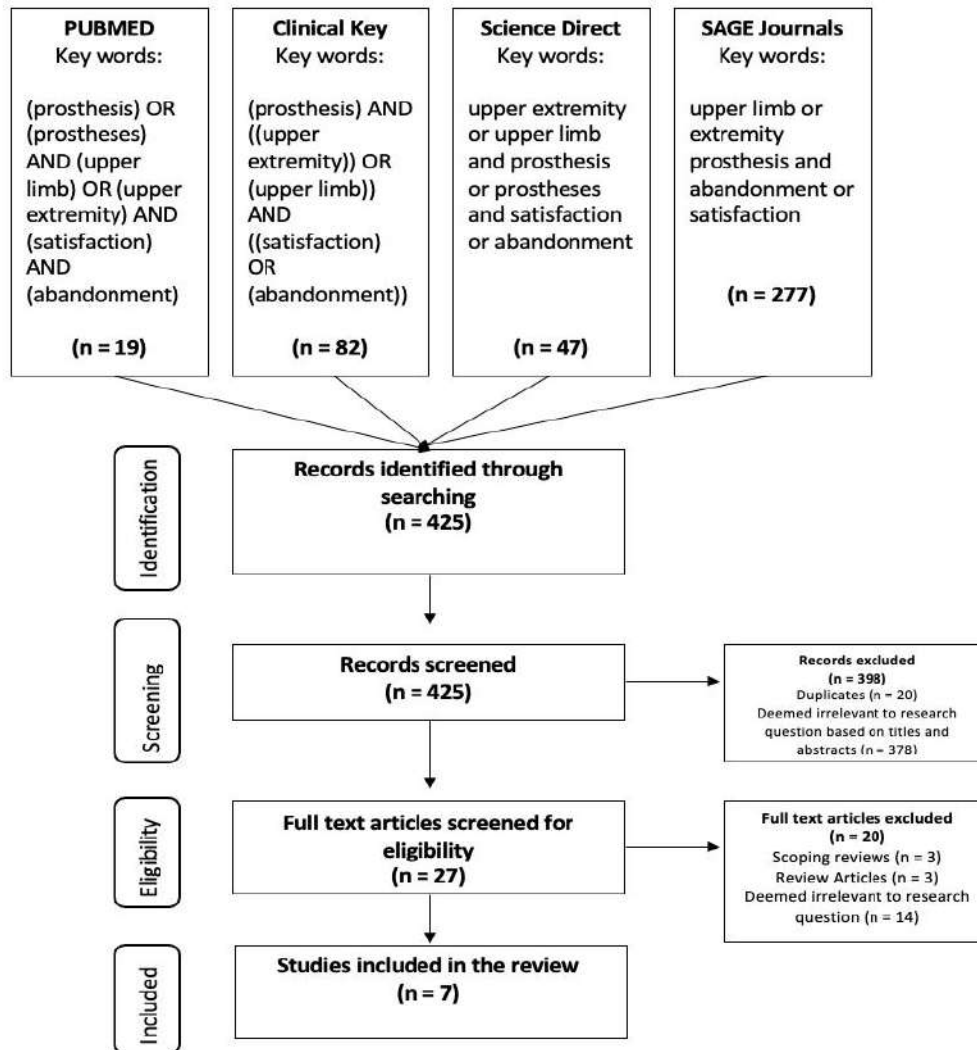 PUBMED
Key words:
(prosthesis) OR
(prostheses)
AND (upper
limb) OR (upper
extremity) AND
(satisfaction)
AND
(abandonment)
(n = 19)
Clinical Key
Key words:
(prosthesis) AND
((upper
extremity)) OR
(upper limb))
AND
((satisfaction)
OR
(abandonment))
(n = 82)
Science Direct
Key words:
upper extremity
or upper limb
and prosthesis
or prostheses
and satisfaction
or abandonment
(n = 47)
SAGE Journals
Key words:
upper limb or
extremity
prosthesis and
abandonment or
satisfaction
(n = 277)
Identification
Records identified through
searching
(n = 425)
Screening
Records screened
(n = 425)
Records excluded
(n = 398)
Duplicates (n = 20)
Deemed irrelevant to research
question based on titles and
abstracts (n = 378)
Eligibility
Full text articles screened for
eligibility
(n = 27)
Full text articles excluded
(n = 20)
Scoping reviews (n = 3)
Review Articles (n = 3)
Deemed irrelevant to research
question (n = 14)
Included
Studies included in the review
(n = 7)